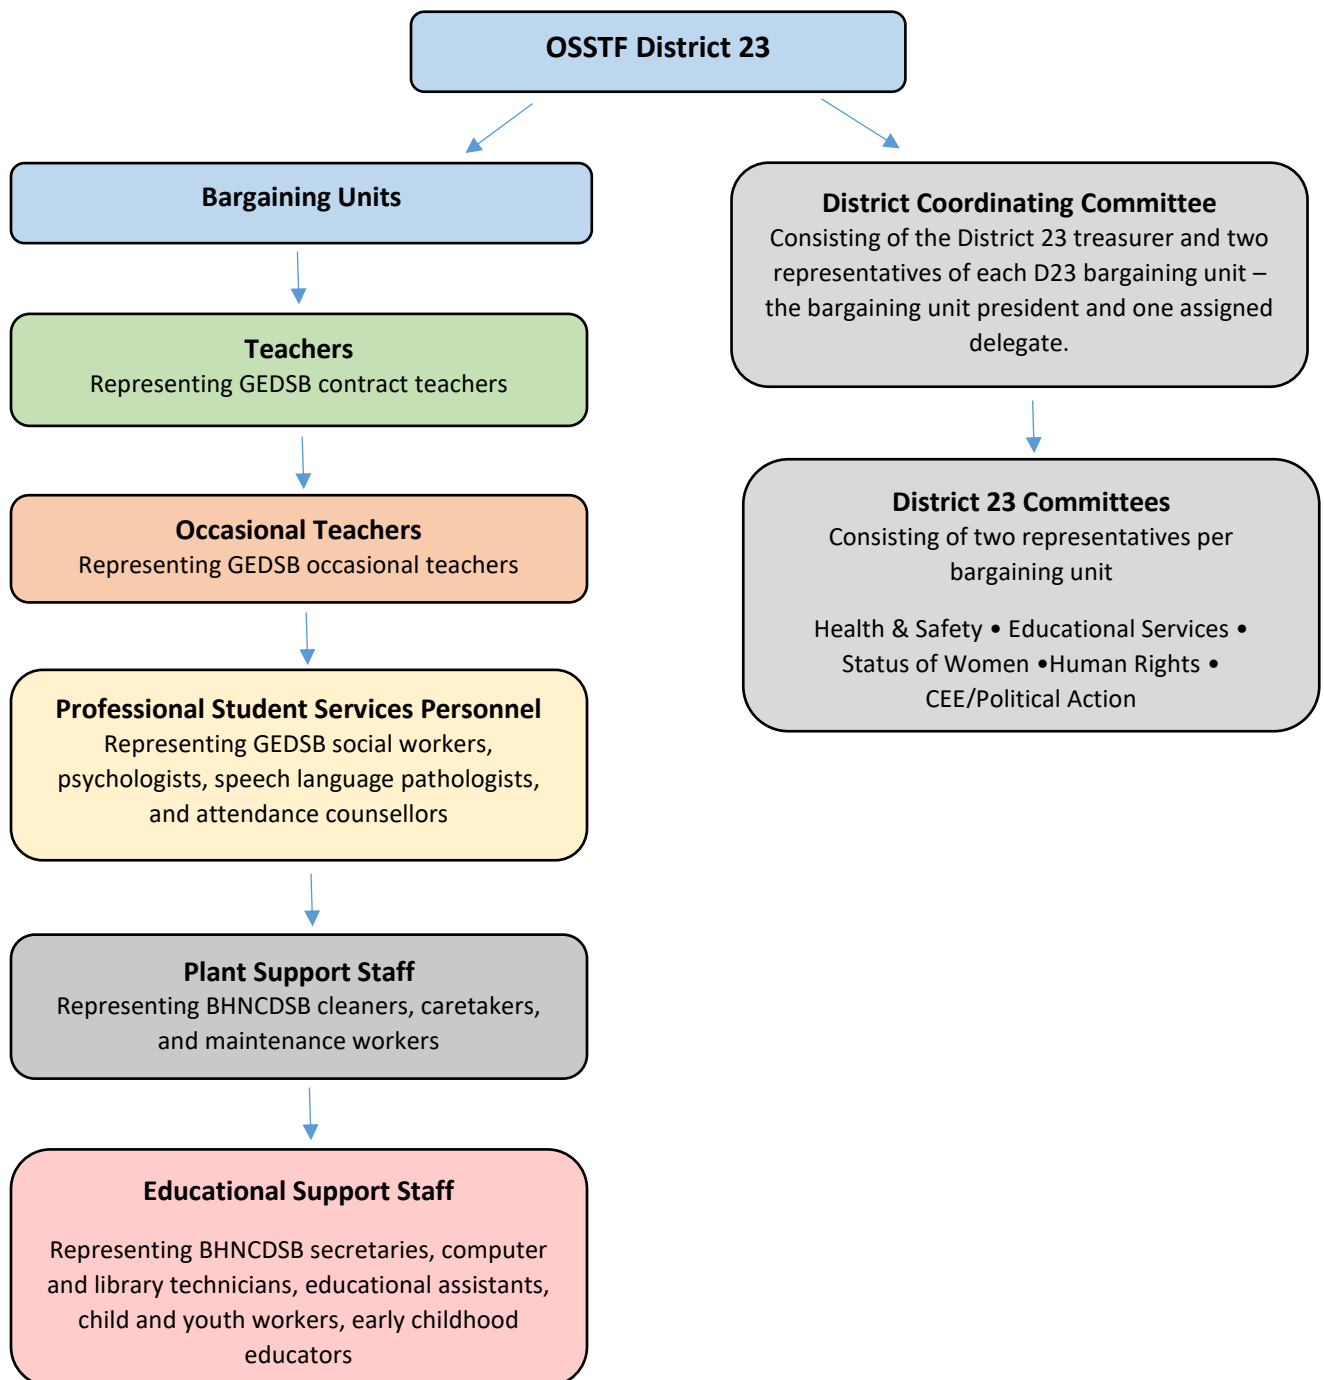 OSSTF District 23
Bargaining Units
Teachers
Representing GEDSB contract teachers
Occasional Teachers
Representing GEDSB occasional teachers
Professional Student Services Personnel
Representing GEDSB social workers,
psychologists, speech language pathologists,
and attendance counsellors
Plant Support Staff
Representing BHNCDSB cleaners, caretakers,
and maintenance workers
Educational Support Staff
Representing BHNCDSB secretaries, computer
and library technicians, educational assistants,
child and youth workers, early childhood
educators
District Coordinating Committee
Consisting of the District 23 treasurer and two
representatives of each D23 bargaining unit –
the bargaining unit president and one assigned
delegate.
District 23 Committees
Consisting of two representatives per
bargaining unit
Health & Safety • Educational Services •
Status of Women •Human Rights •
CEE/Political Action